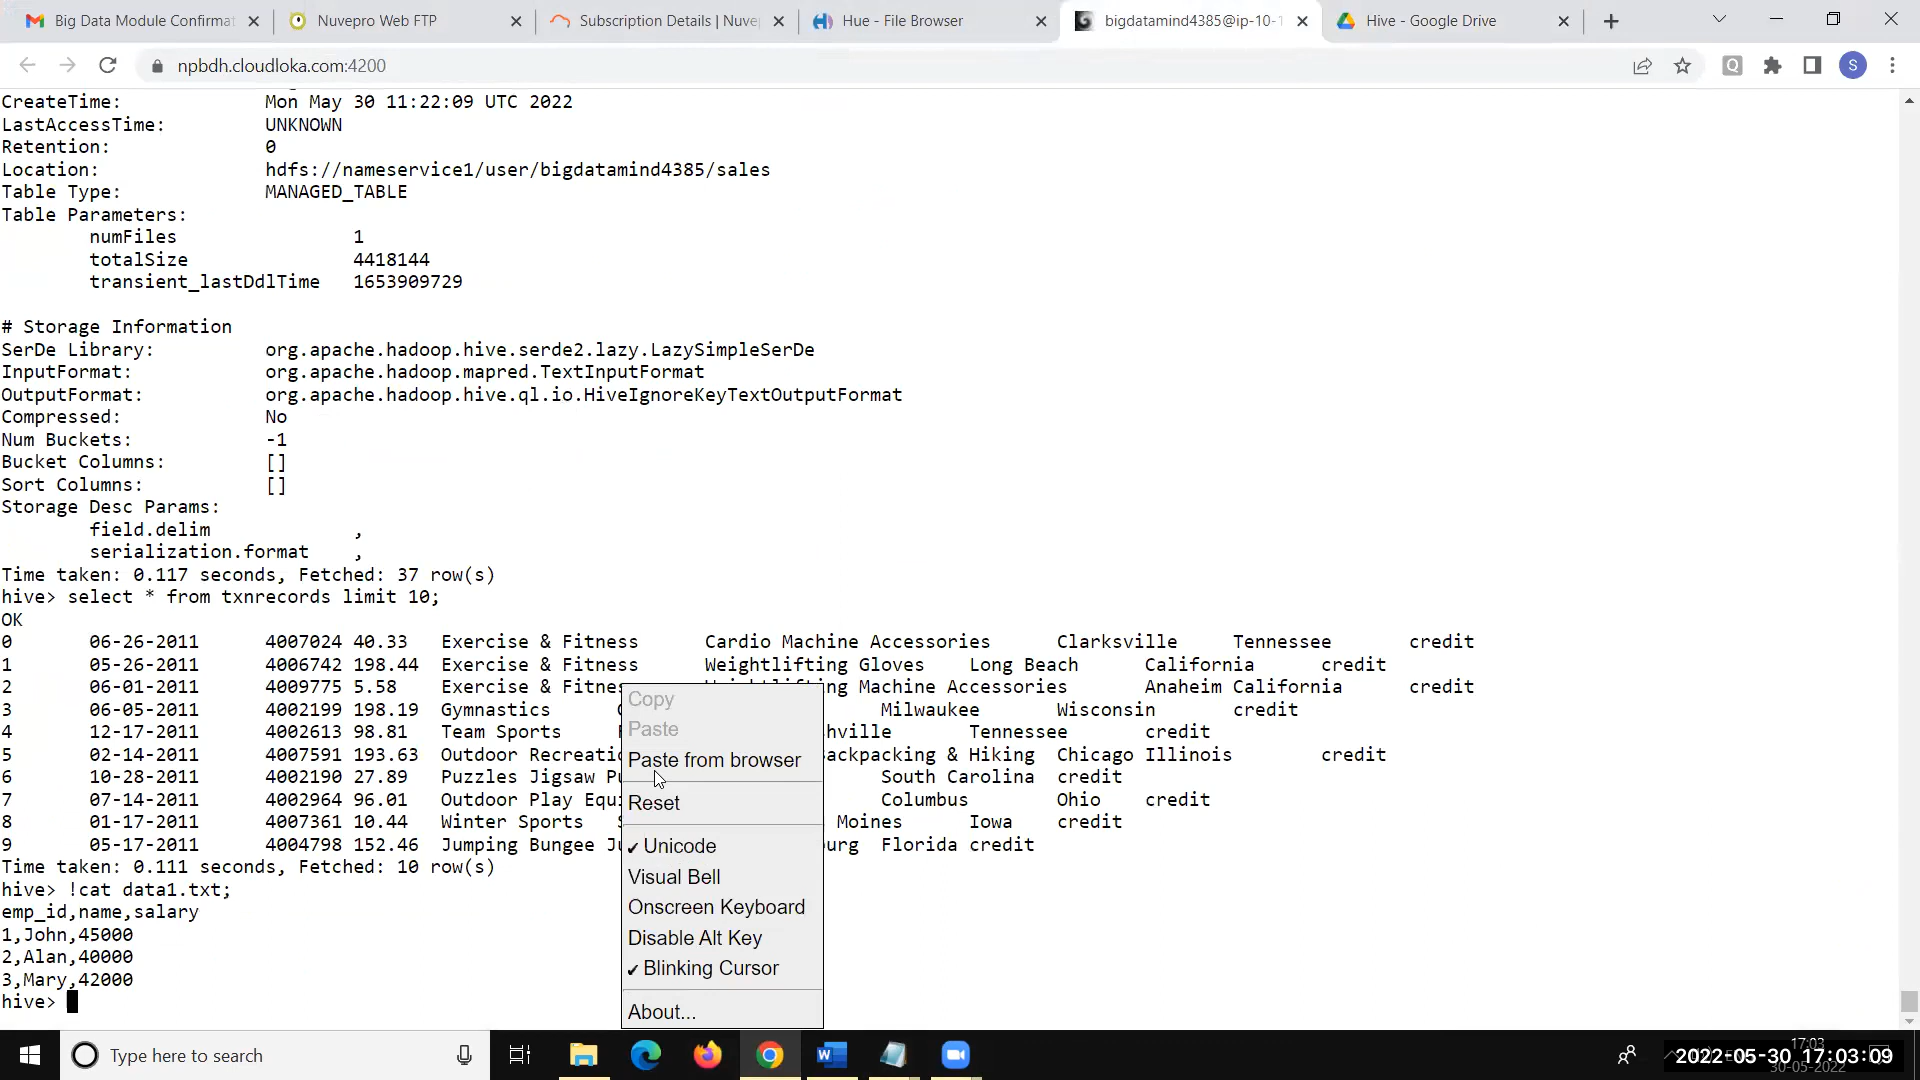 Big Data Module Confirmat
Nuvepro Web FTP
Subscription Details | Nuve
Hue - File Browser
bigdatamind4385@ip-10-1
Hive - Google Drive
npbdh.cloudloka.com:4200
S
CreateTime: Mon May 30 11:22:09 UTC 2022
LastAccessTime: UNKNOWN
Retention: 0
Location: hdfs://nameservice1/user/bigdatamind4385/sales
Table Type: MANAGED_TABLE
Table Parameters:
numFiles 1
totalSize 4418144
transient_lastDdlTime 1653909729
# Storage Information
SerDe Library: org.apache.hadoop.hive.serde2.lazy.LazySimpleSerDe
InputFormat: org.apache.hadoop.mapred.TextInputFormat
OutputFormat: org.apache.hadoop.hive.ql.io.HiveIgnoreKeyTextOutputFormat
Compressed: No
Num Buckets: -1
Bucket Columns: []
Sort Columns: []
Storage Desc Params:
field.delim ,
serialization.format ,
Time taken: 0.117 seconds, Fetched: 37 row(s)
hive> select * from txnrecords limit 10;
OK
0 06-26-2011 4007024 40.33 Exercise & Fitness Cardio Machine Accessories Clarksville Tennessee credit
1 05-26-2011 4006742 198.44 Exercise & Fitness Weightlifting Gloves Long Beach California credit
2 06-01-2011 4009775 5.58 Exercise & Machine Accessories Anaheim California credit
3 06-05-2011 4002199 198.19 Gymnastics Milwaukee Wisconsin credit
4 12-17-2011 4002613 98.81 Team Sports Tennessee credit
5 02-14-2011 4007591 193.63 Outdoor & Hiking Chicago Illinois credit
6 10-28-2011 4002190 27.89 Puzzles Jigsaw South Carolina credit
7 07-14-2011 4002964 96.01 Outdoor Play Columbus Ohio credit
8 01-17-2011 4007361 10.44 Winter Sports Moines Iowa credit
9 05-17-2011 4004798 152.46 Jumping Bungee Florida credit
Time taken: 0.111 seconds, Fetched: 10 row(s)
hive> !cat data1.txt;
emp_id,name,salary
1,John,45000
2,Alan,40000
3,Mary,42000
hive>
Copy
Paste
Paste from browser
Reset
✔ Unicode
Visual Bell
Onscreen Keyboard
Disable Alt Key
✔ Blinking Cursor
About...
Type here to search
17:03
30-05-2022
2022-05-30 17:03:09